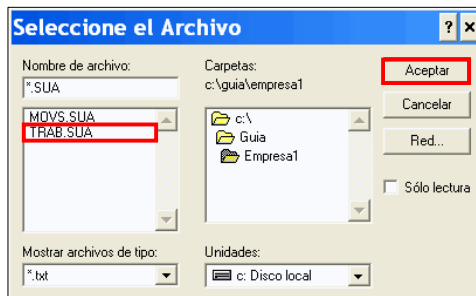 Seleccione el Archivo
Nombre de archivo:
*.SUA
MOVS.SUA
TRAB.SUA
Mostrar archivos de tipo:
*.txt
Carpetas:
c:\guia\empresa1
c:\
Guia
Empresa1
Unidades:
c: Disco local
Aceptar
Cancelar
Red...
Sólo lectura